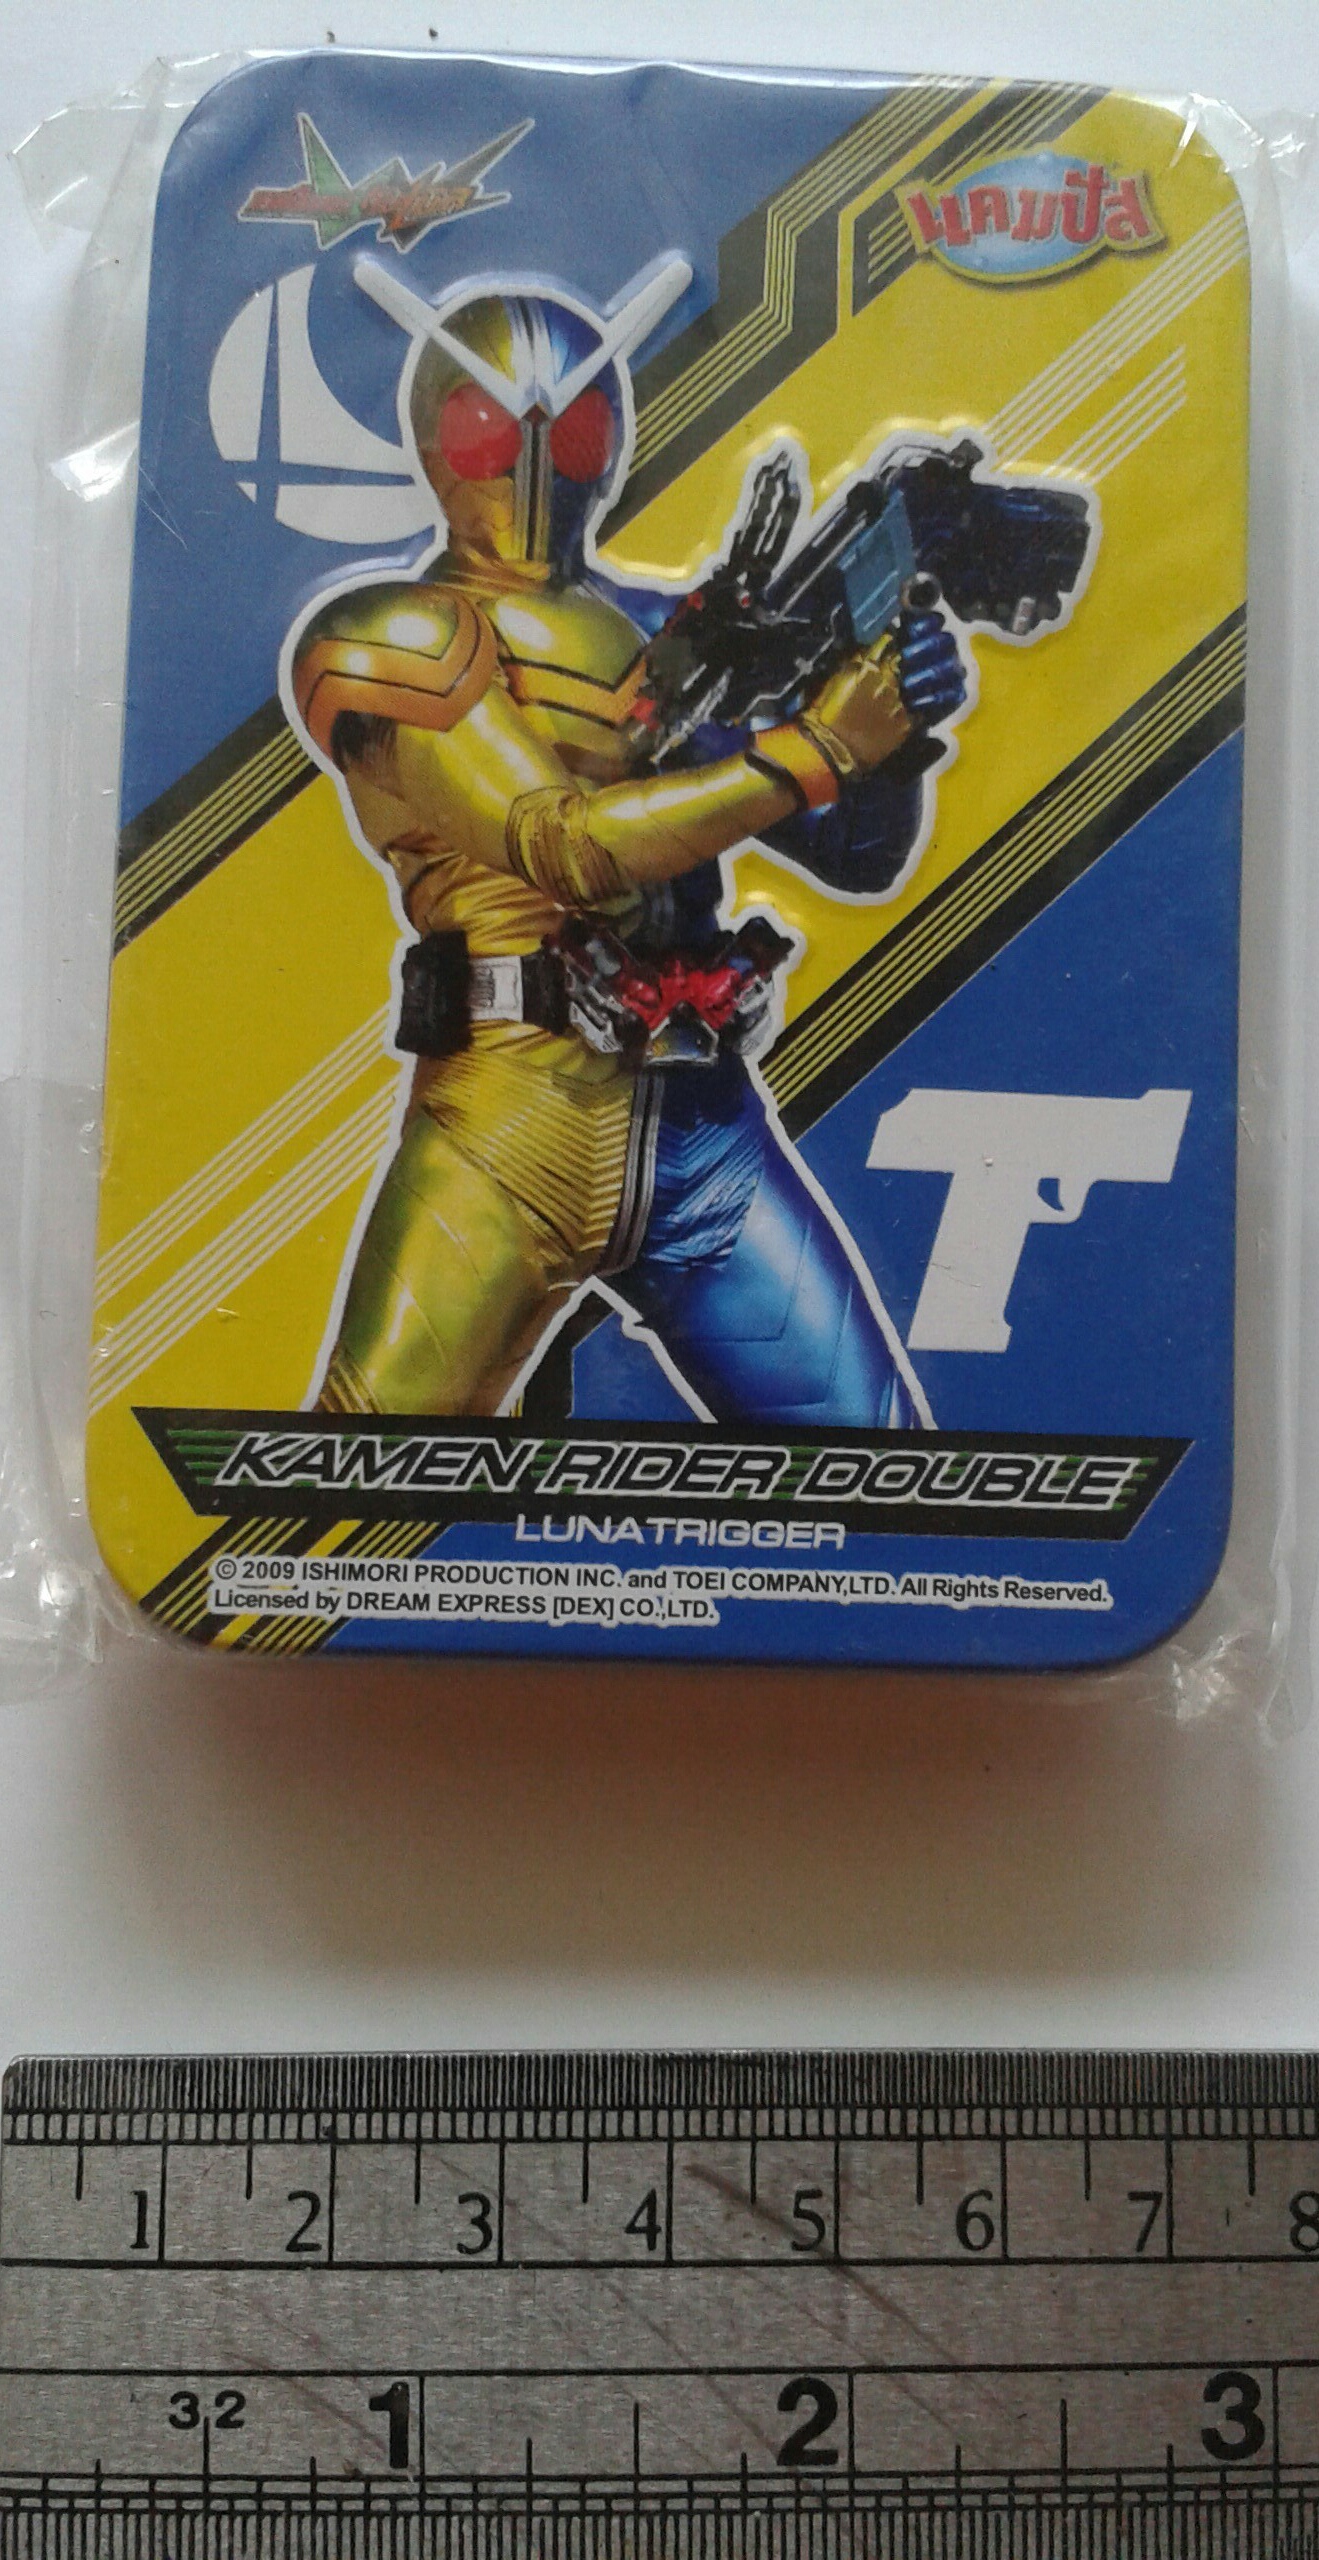 แคมปัส
T
KAMEN RIDER DOUBLE
LUNATRIGGER
© 2009 ISHIMORI PRODUCTION INC. and TOEI COMPANY,LTD. All Rights Reserved.
Licensed by DREAM EXPRESS [DEX] CO.,LTD.
1 2 3 4 5 6 7 8
32 1 2 3